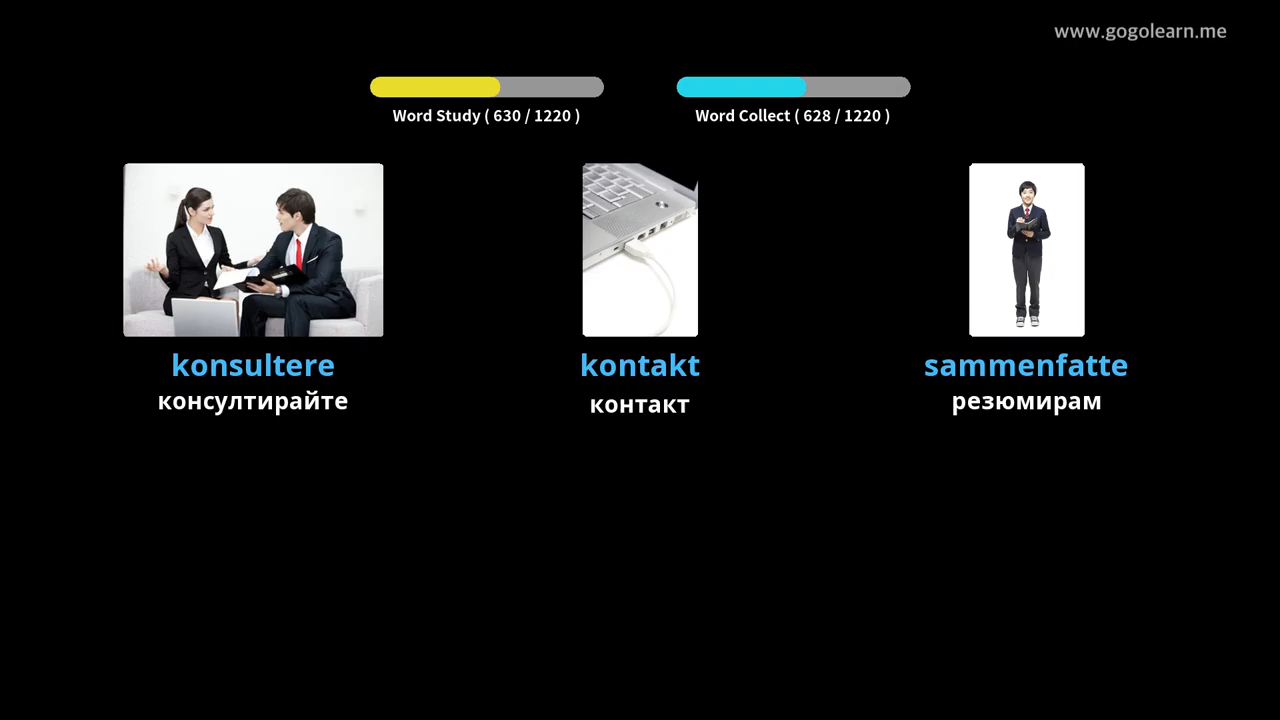 www.gogolearn.me
Word Study ( 630 / 1220 )
Word Collect ( 628 / 1220 )
konsultere
kontakt
sammenfatte
консултирайте
контакт
резюмирам